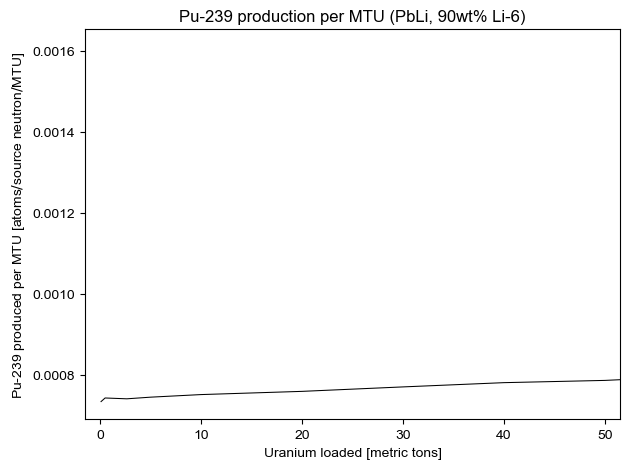 Pu-239 production per MTU (PbLi, 90wt% Li-6)
Pu-239 produced per MTU [atoms/source neutron/MTU]
0.0016
0.0014
0.0012
0.0010
0.0008
0 10 20 30 40 50
Uranium loaded [metric tons]